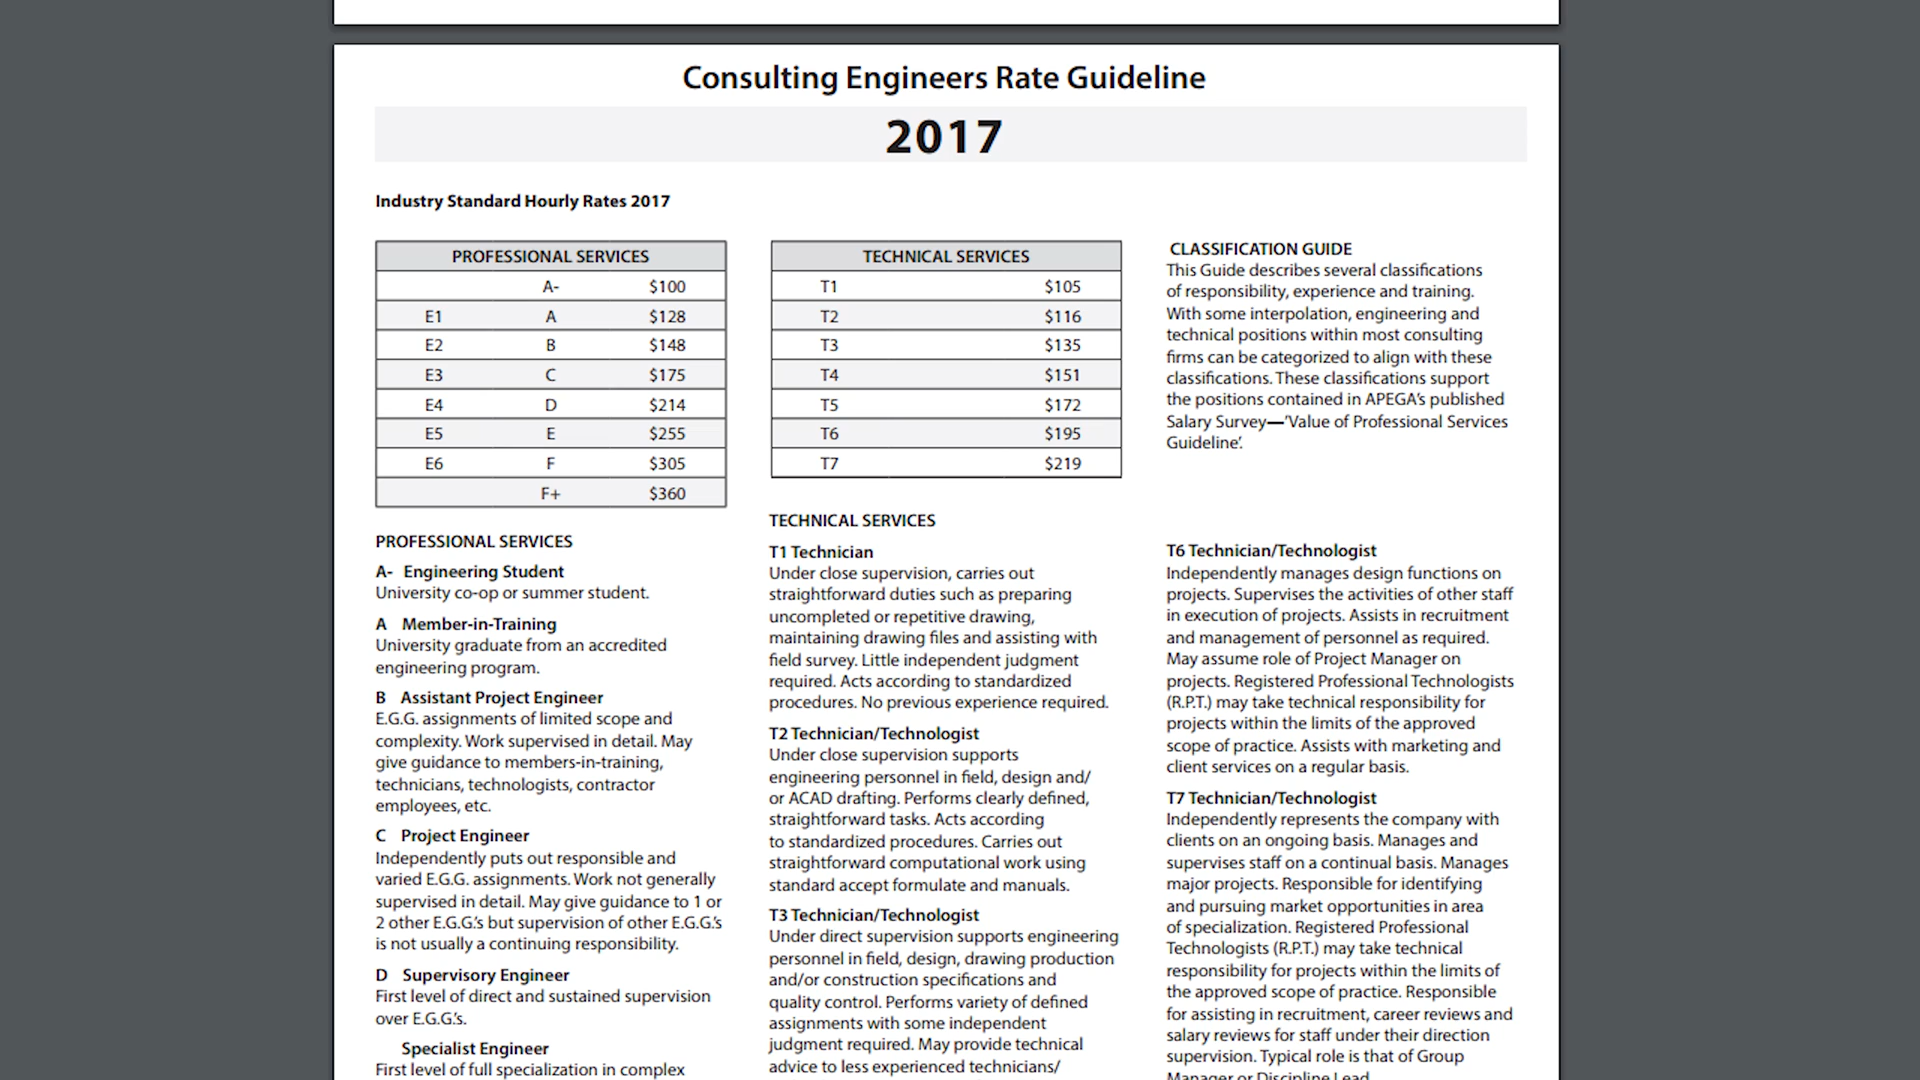 Consulting Engineers Rate Guideline
2017
Industry Standard Hourly Rates 2017
PROFESSIONAL SERVICES
A- $100
E1 A $128
E2 B $148
E3 C $175
E4 D $214
E5 E $255
E6 F $305
F+ $360
PROFESSIONAL SERVICES
A- Engineering Student
University co-op or summer student.
A Member-in-Training
University graduate from an accredited
engineering program.
B Assistant Project Engineer
E.G.G. assignments of limited scope and
complexity. Work supervised in detail. May
give guidance to members-in-training,
technicians, technologists, contractor
employees, etc.
C Project Engineer
Independently puts out responsible and
varied E.G.G. assignments. Work not generally
supervised in detail. May give guidance to 1 or
2 other E.G.G.'s but supervision of other E.G.G.'s
is not usually a continuing responsibility.
D Supervisory Engineer
First level of direct and sustained supervision
over E.G.G.'s.
Specialist Engineer
First level of full specialization in complex
TECHNICAL SERVICES
T1 $105
T2 $116
T3 $135
T4 $151
T5 $172
T6 $195
T7 $219
TECHNICAL SERVICES
T1 Technician
Under close supervision, carries out
straightforward duties such as preparing
uncompleted or repetitive drawing,
maintaining drawing files and assisting with
field survey. Little independent judgment
required. Acts according to standardized
procedures. No previous experience required.
T2 Technician/Technologist
Under close supervision supports
engineering personnel in field, design and/
or ACAD drafting. Performs clearly defined,
straightforward tasks. Acts according
to standardized procedures. Carries out
straightforward computational work using
standard accept formulate and manuals.
T3 Technician/Technologist
Under direct supervision supports engineering
personnel in field, design, drawing production
and/or construction specifications and
quality control. Performs variety of defined
assignments with some independent
judgment required. May provide technical
advice to less experienced technicians/
CLASSIFICATION GUIDE
This Guide describes several classifications
of responsibility, experience and training.
With some interpolation, engineering and
technical positions within most consulting
firms can be categorized to align with these
classifications. These classifications support
the positions contained in APEGA's published
Salary Survey—'Value of Professional Services
Guideline'.
T6 Technician/Technologist
Independently manages design functions on
projects. Supervises the activities of other staff
in execution of projects. Assists in recruitment
and management of personnel as required.
May assume role of Project Manager on
projects. Registered Professional Technologists
(R.P.T.) may take technical responsibility for
projects within the limits of the approved
scope of practice. Assists with marketing and
client services on a regular basis.
T7 Technician/Technologist
Independently represents the company with
clients on an ongoing basis. Manages and
supervises staff on a continual basis. Manages
major projects. Responsible for identifying
and pursuing market opportunities in area
of specialization. Registered Professional
Technologists (R.P.T.) may take technical
responsibility for projects within the limits of
the approved scope of practice. Responsible
for assisting in recruitment, career reviews and
salary reviews for staff under their direction
supervision. Typical role is that of Group
Manager or Discipline Lead.